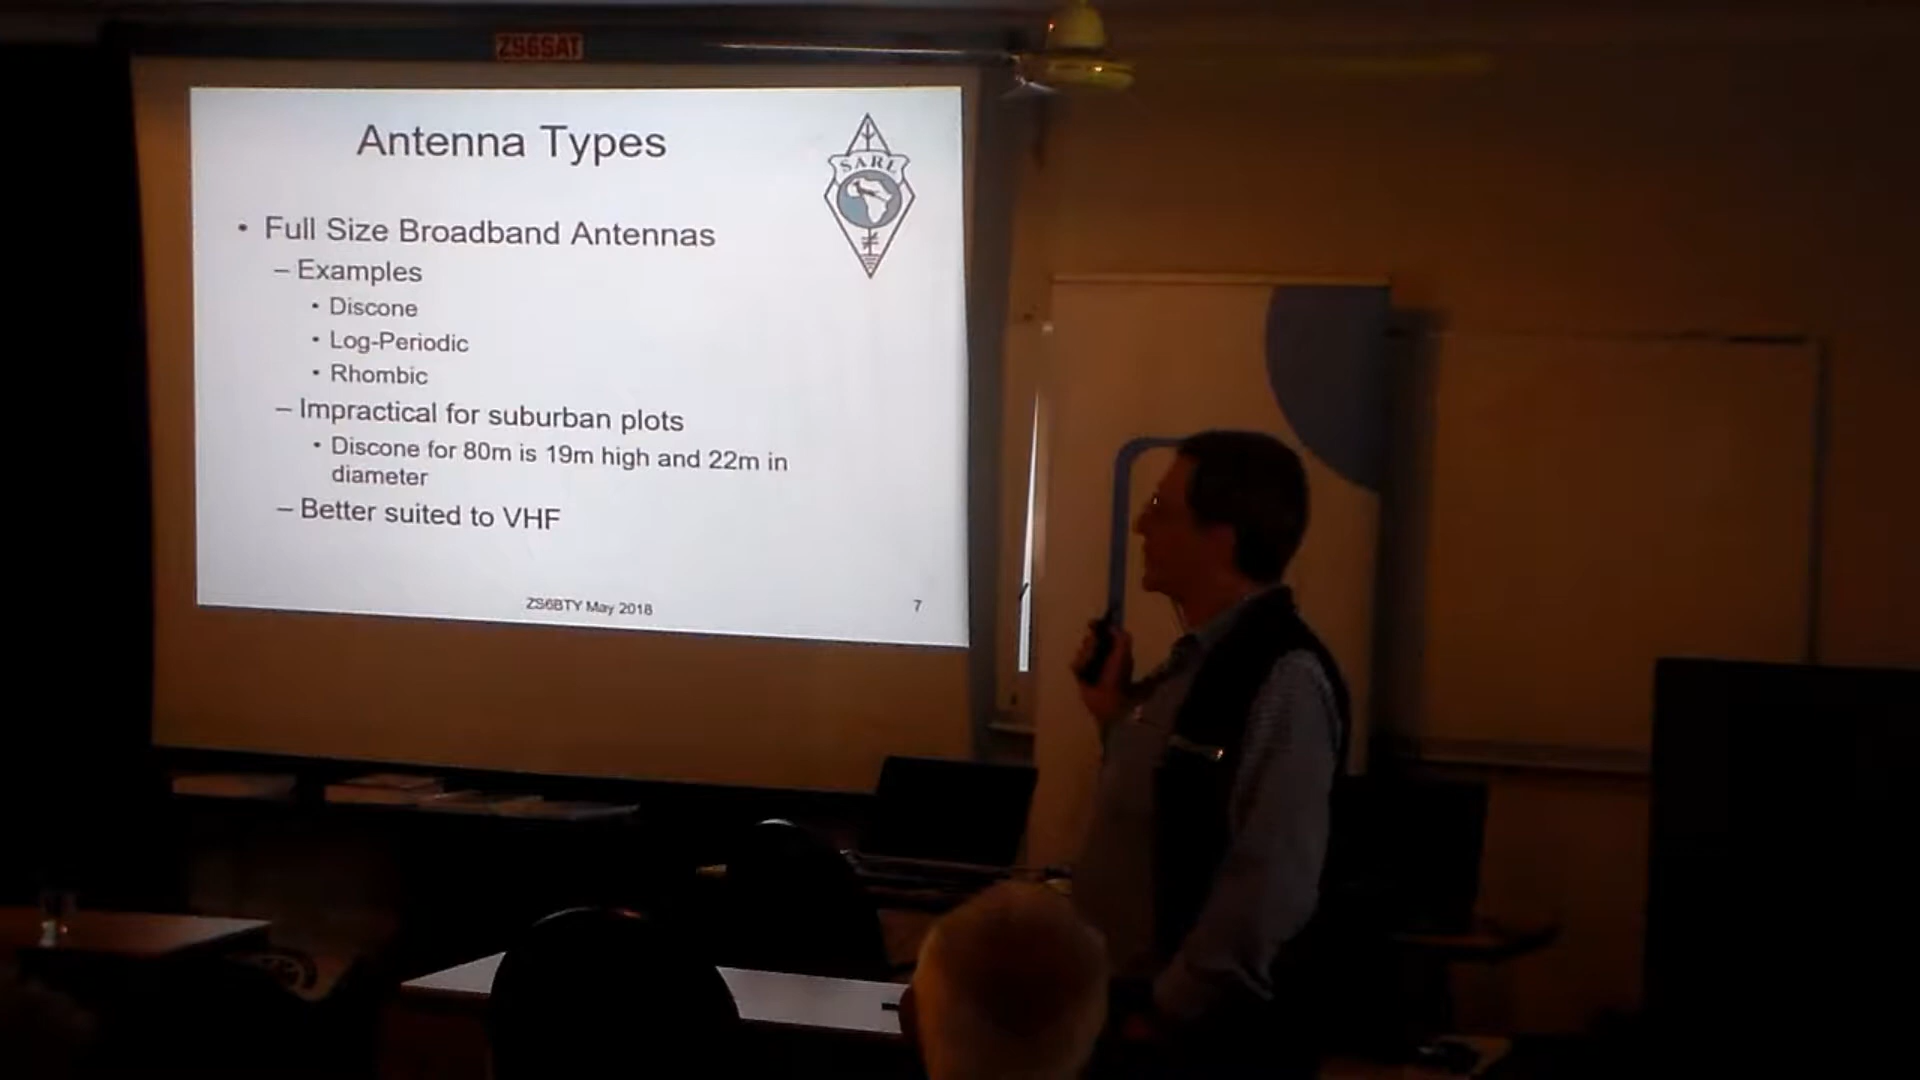 ZS6SAT
Antenna Types
SARL
• Full Size Broadband Antennas
– Examples
• Discone
• Log-Periodic
• Rhombic
– Impractical for suburban plots
• Discone for 80m is 19m high and 22m in
diameter
– Better suited to VHF
ZS6BTY May 2018
7